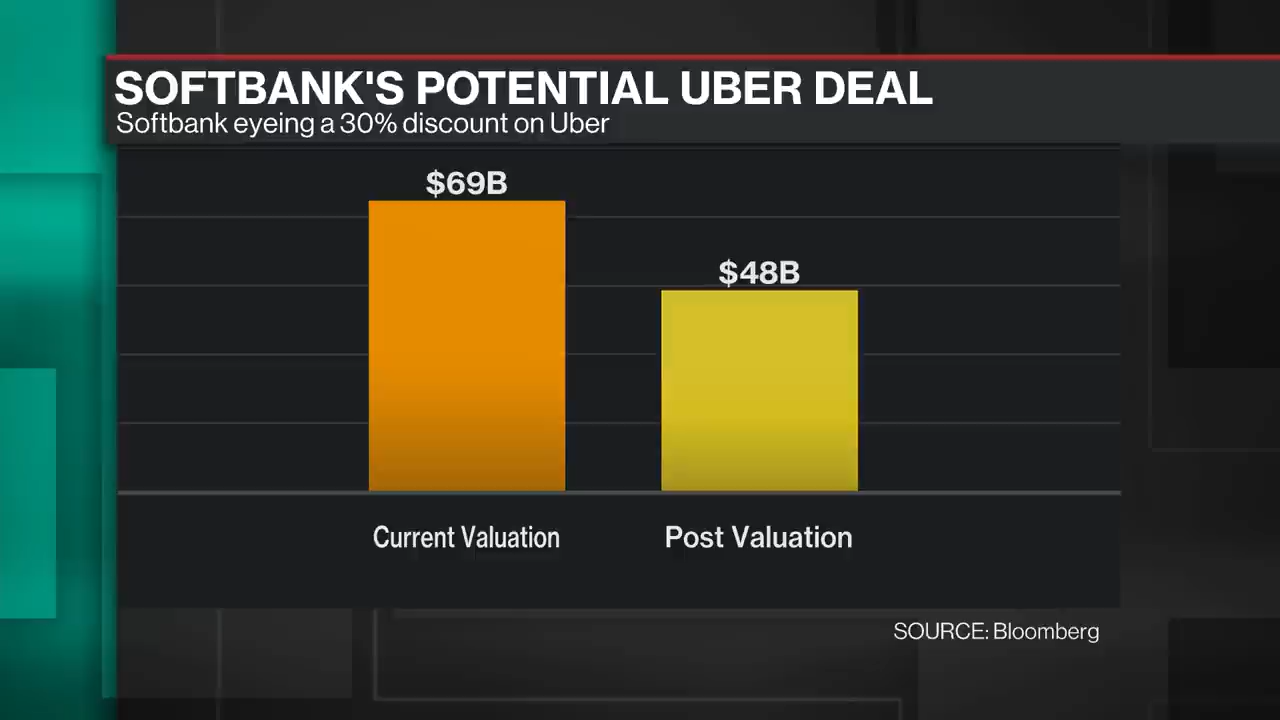 SOFTBANK'S POTENTIAL UBER DEAL
Softbank eyeing a 30% discount on Uber
$69B
$48B
Current Valuation
Post Valuation
SOURCE: Bloomberg